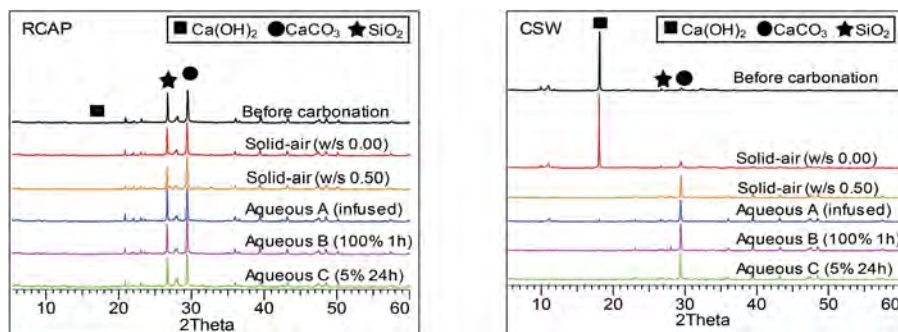 RCAP
■ Ca(OH)₂ ● CaCO₃ ★ SiO₂
Before carbonation
Solid-air (w/s 0.00)
Solid-air (w/s 0.50)
Aqueous A (infused)
Aqueous B (100% 1h)
Aqueous C (5% 24h)
10 20 30 40 50 60
2Theta
CSW
■ Ca(OH)₂ ● CaCO₃ ★ SiO₂
Before carbonation
Solid-air (w/s 0.00)
Solid-air (w/s 0.50)
Aqueous A (infused)
Aqueous B (100% 1h)
Aqueous C (5% 24h)
10 20 30 40 50 60
2Theta